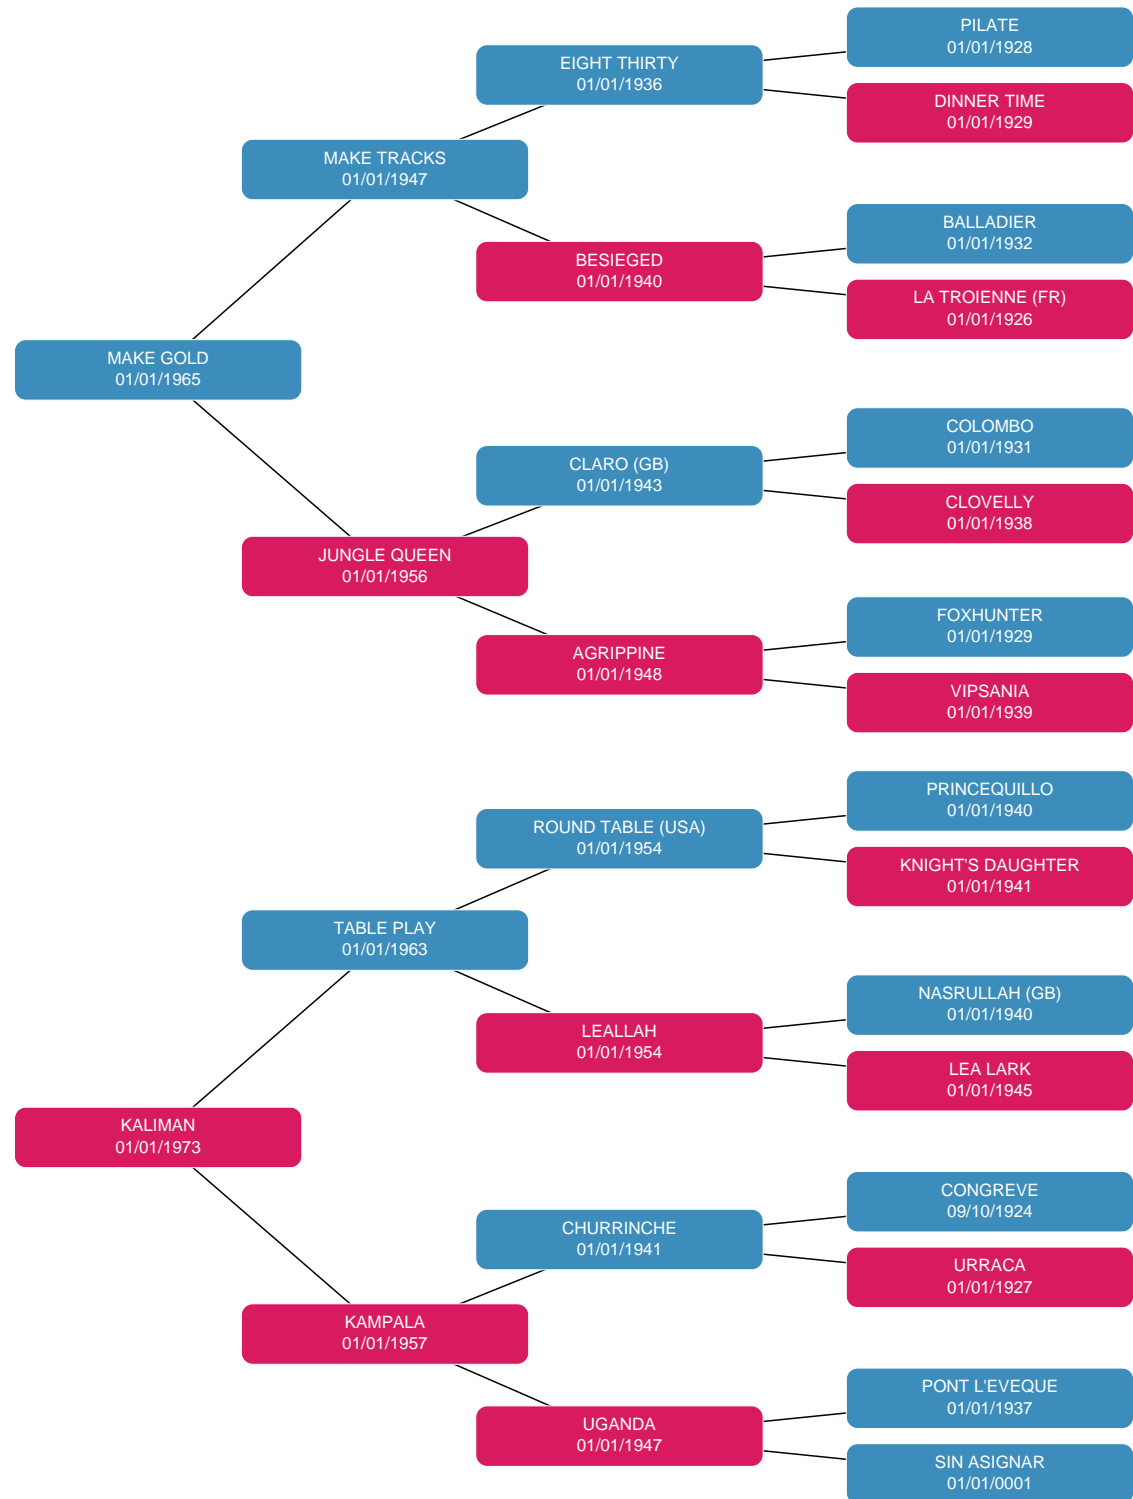 PILATE
01/01/1928
EIGHT THIRTY
01/01/1936
DINNER TIME
01/01/1929
MAKE TRACKS
01/01/1947
BALLADIER
01/01/1932
BESIEGED
01/01/1940
LA TROIENNE (FR)
01/01/1926
MAKE GOLD
01/01/1965
COLOMBO
01/01/1931
CLARO (GB)
01/01/1943
CLOVELLY
01/01/1938
JUNGLE QUEEN
01/01/1956
FOXHUNTER
01/01/1929
AGRIPPINE
01/01/1948
VIPSANIA
01/01/1939
PRINCEQUILLO
01/01/1940
ROUND TABLE (USA)
01/01/1954
KNIGHT'S DAUGHTER
01/01/1941
TABLE PLAY
01/01/1963
NASRULLAH (GB)
01/01/1940
LEALLAH
01/01/1954
LEA LARK
01/01/1945
KALIMAN
01/01/1973
CONGREVE
09/10/1924
CHURRINCHE
01/01/1941
URRACA
01/01/1927
KAMPALA
01/01/1957
PONT L'EVEQUE
01/01/1937
UGANDA
01/01/1947
SIN ASIGNAR
01/01/0001